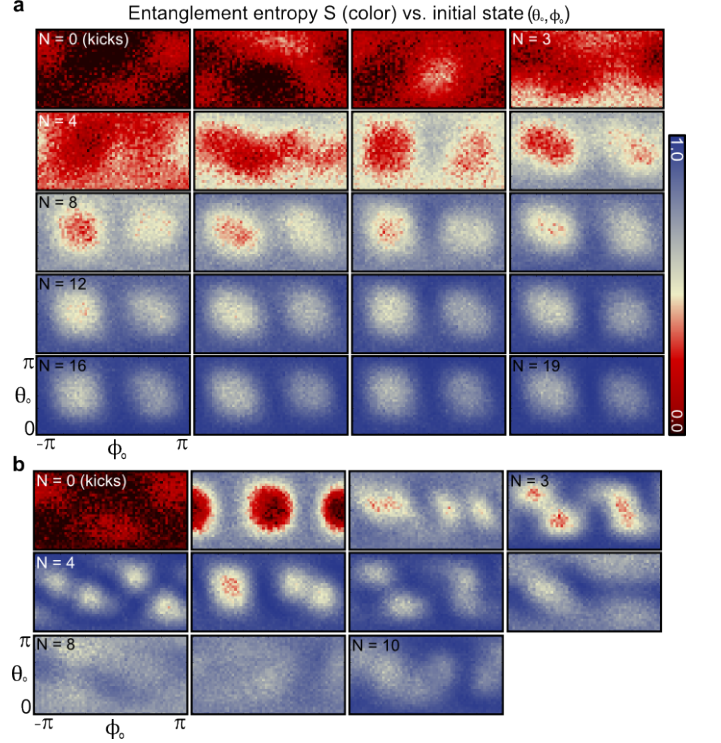 a
Entanglement entropy S (color) vs. initial state (θ₀,ϕ₀)
N = 0 (kicks)
N = 3
N = 4
1.0
N = 8
N = 12
N = 16
N = 19
0.0
π
θ₀
0
-π
ϕ₀
π
b
N = 0 (kicks)
N = 3
N = 4
N = 8
N = 10
π
θ₀
0
-π
ϕ₀
π